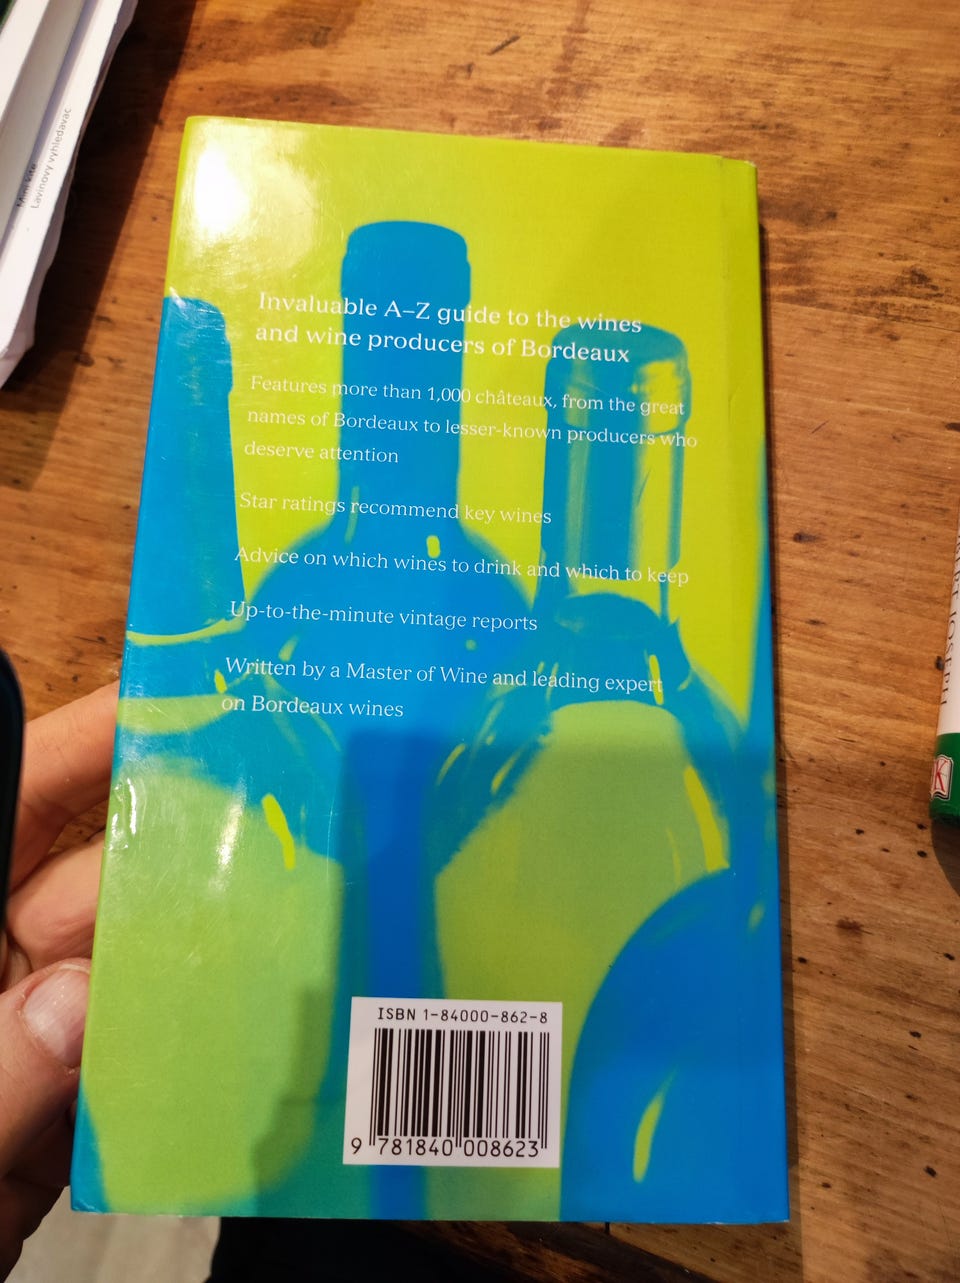 Lavinovy vyhledavac
Invaluable A–Z guide to the wines
and wine producers of Bordeaux
Features more than 1,000 châteaux, from the great
names of Bordeaux to lesser-known producers who
deserve attention
Star ratings recommend key wines
Advice on which wines to drink and which to keep
Up-to-the-minute vintage reports
Written by a Master of Wine and leading expert
on Bordeaux wines
ISBN 1-84000-862-8
9 781840 008623